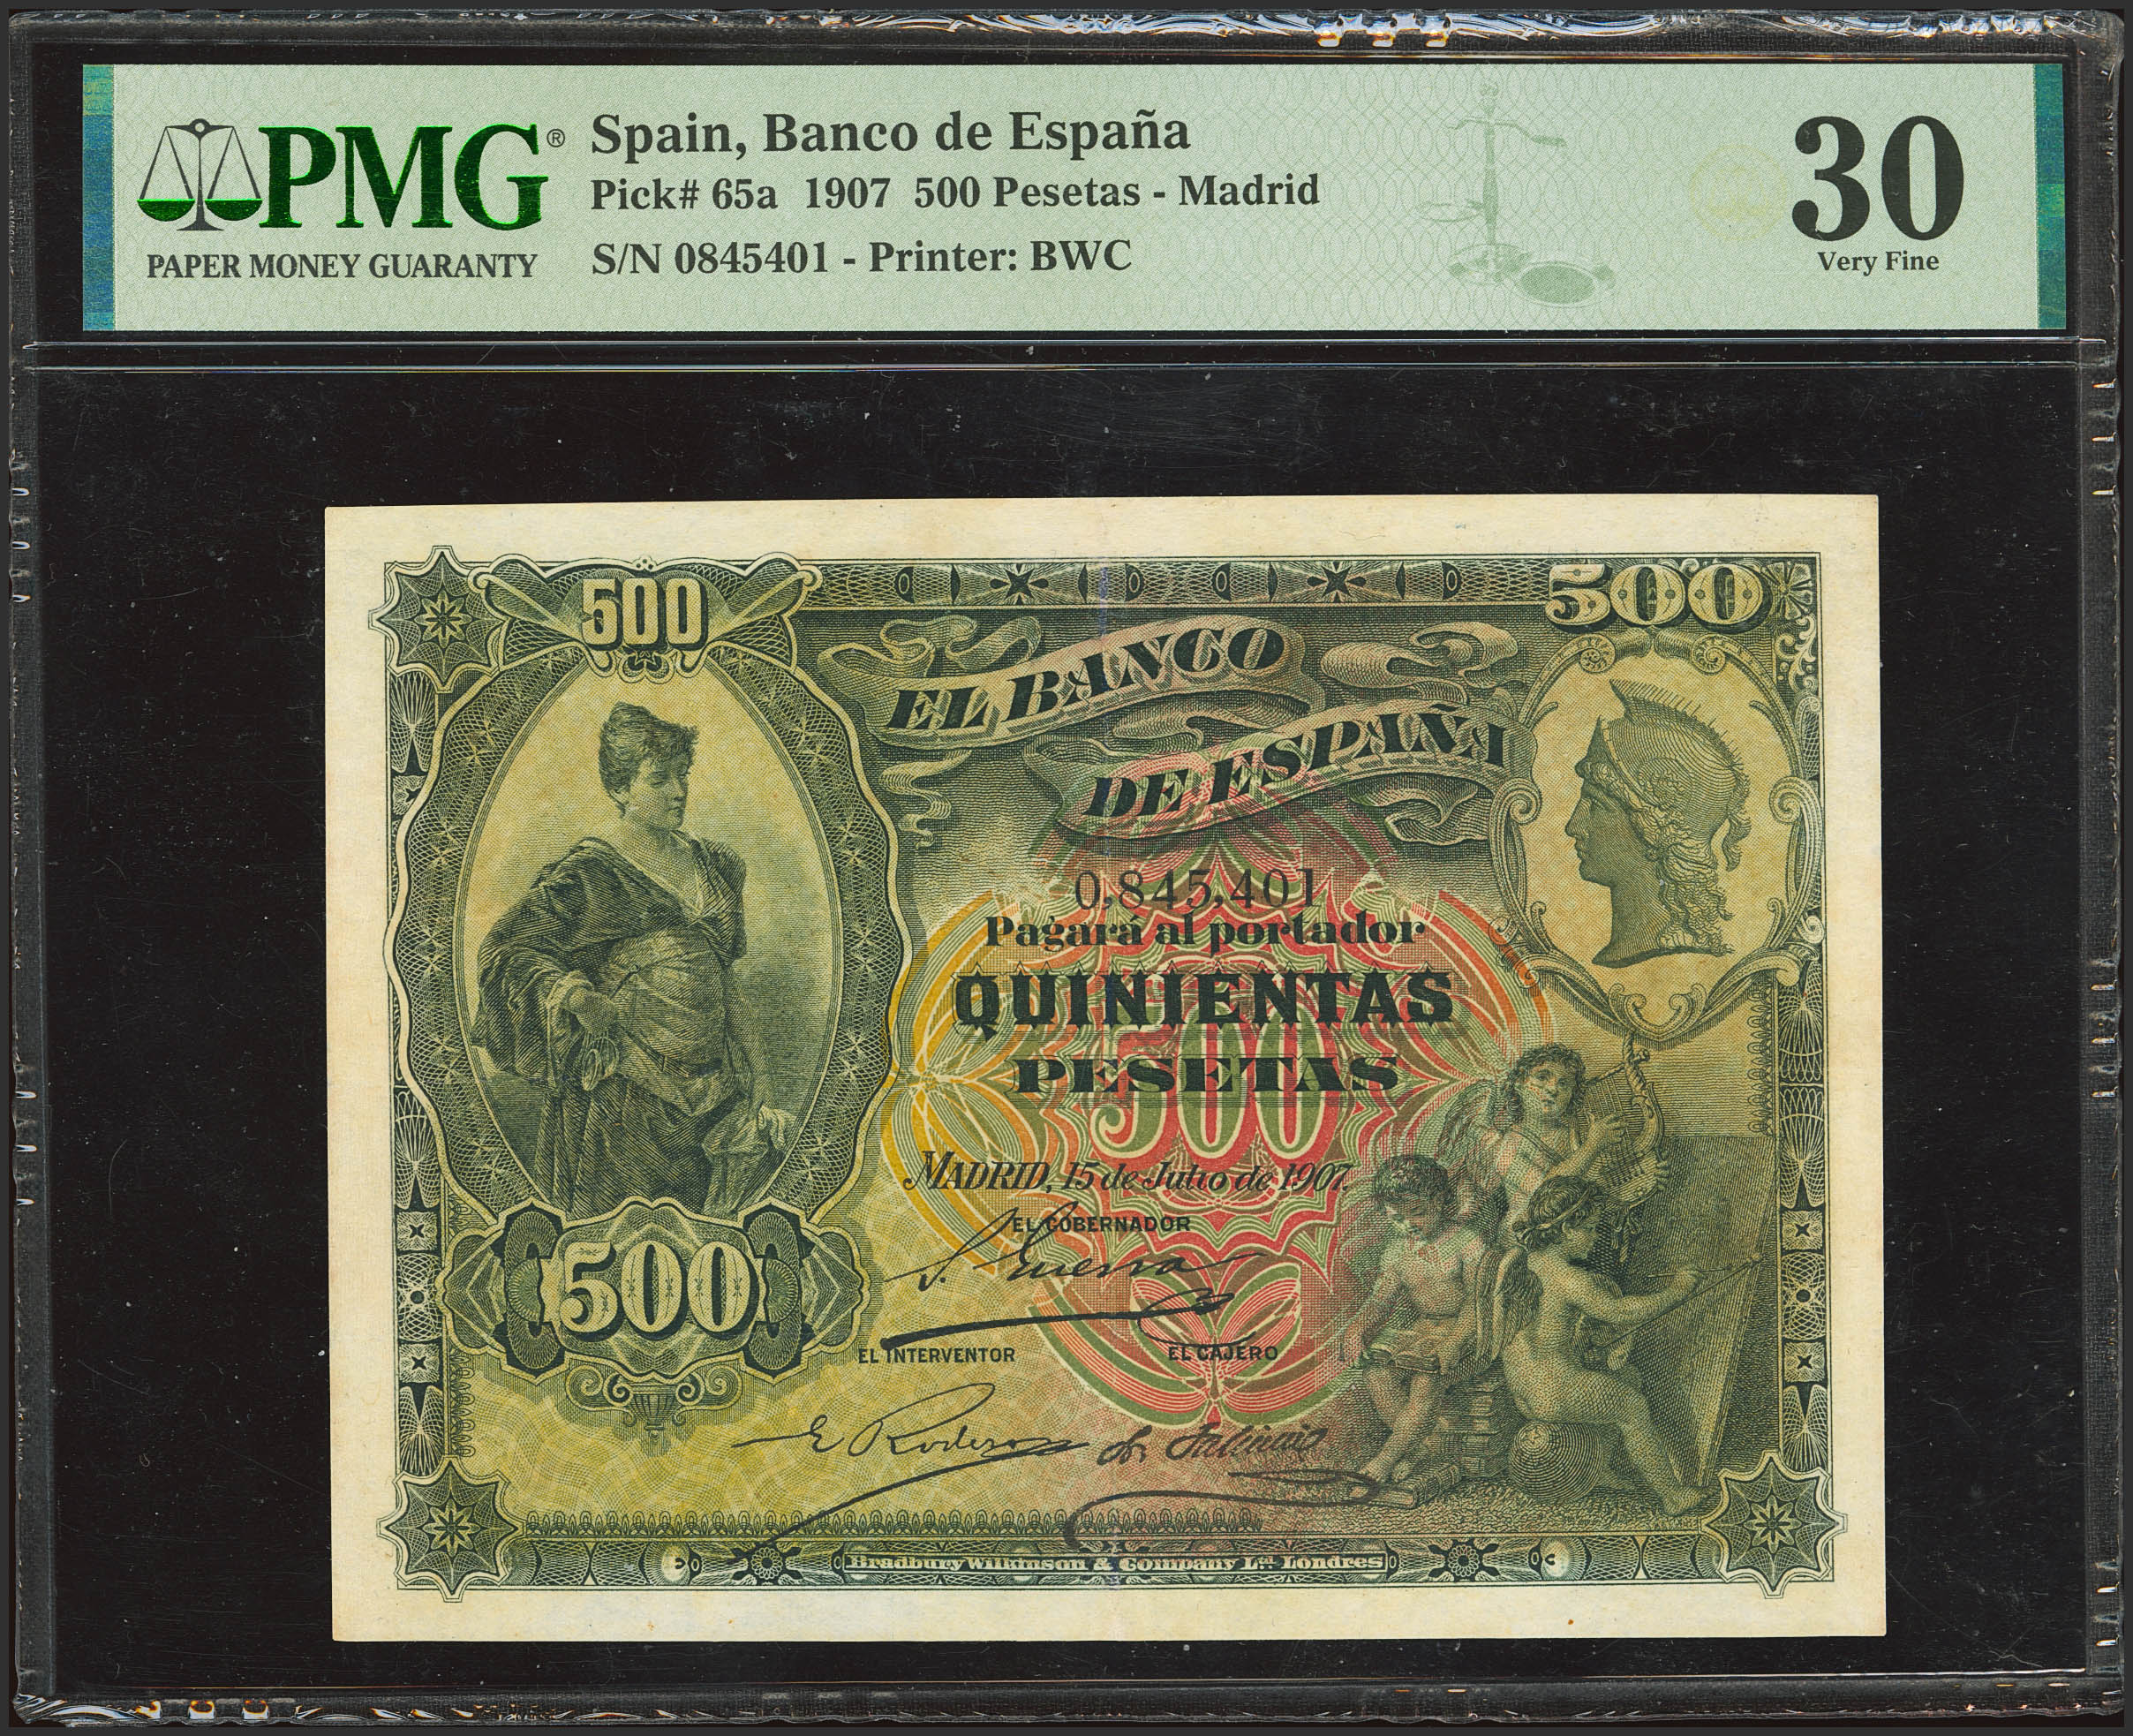 PMG®
PAPER MONEY GUARANTY
Spain, Banco de España
Pick# 65a 1907 500 Pesetas - Madrid
S/N 0845401 - Printer: BWC
30
Very Fine
500
500
EL BANCO
DE ESPAÑA
0,845,401
Pagará al portador
QUINIENTAS
PESETAS
500
MADRID, 15 de Julio de 1907.
EL GOBERNADOR
500
EL INTERVENTOR
EL CAJERO
Bradbury Wilkinson & Company Ld. Londres